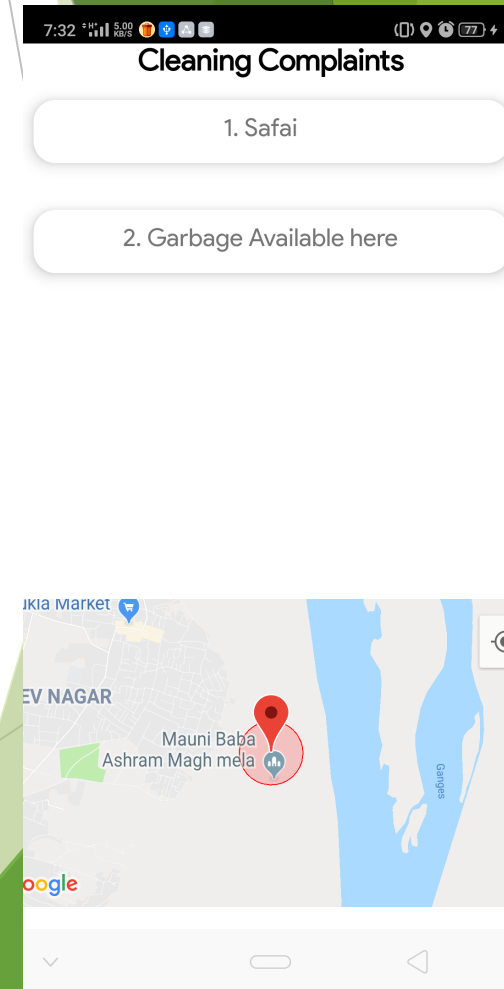 7:32 H+ 5.00 KB/S 77
Cleaning Complaints
1. Safai
2. Garbage Available here
ukla Market
EV NAGAR
Mauni Baba
Ashram Magh mela
Ganges
oogle